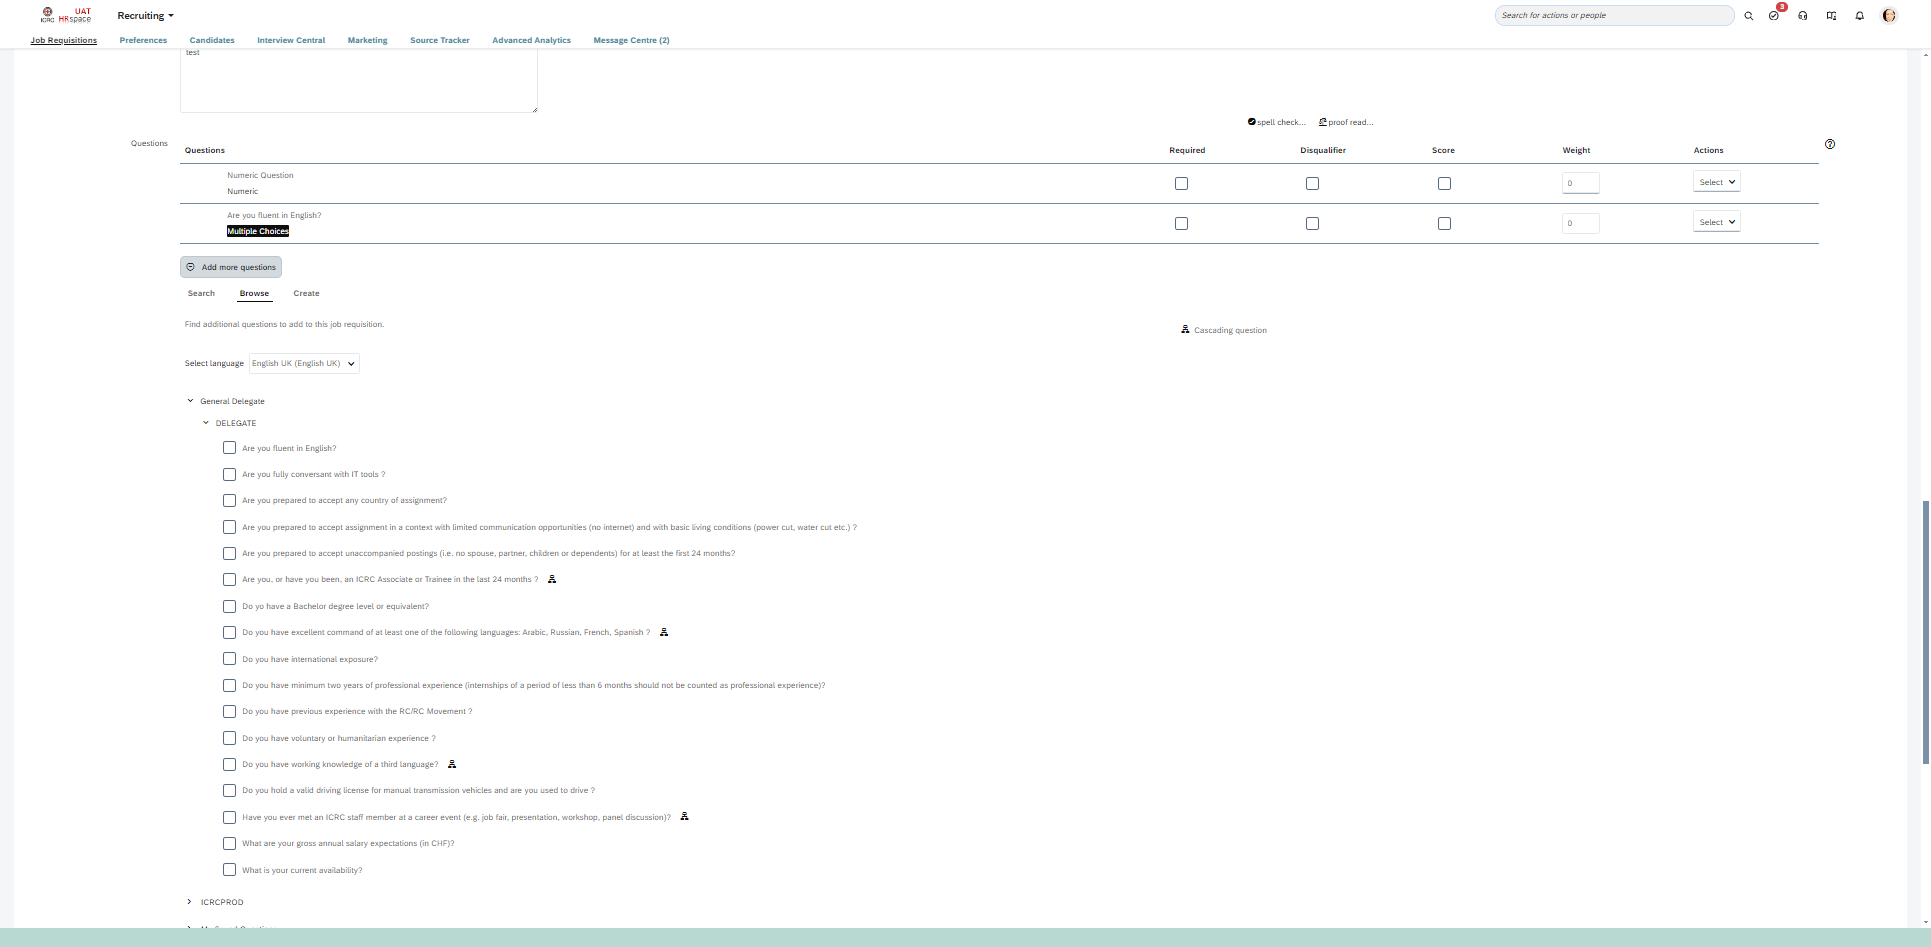 ICRC
UAT
HRspace
Recruiting
Search for actions or people
3
Job Requisitions
Preferences
Candidates
Interview Central
Marketing
Source Tracker
Advanced Analytics
Message Centre (2)
test
spell check...
proof read...
Questions
Questions
Required
Disqualifier
Score
Weight
Actions
Numeric Question
Numeric
0
Select
Are you fluent in English?
Multiple Choices
0
Select
Add more questions
Search
Browse
Create
Find additional questions to add to this job requisition.
Cascading question
Select language
English UK (English UK)
General Delegate
DELEGATE
Are you fluent in English?
Are you fully conversant with IT tools ?
Are you prepared to accept any country of assignment?
Are you prepared to accept assignment in a context with limited communication opportunities (no internet) and with basic living conditions (power cut, water cut etc.) ?
Are you prepared to accept unaccompanied postings (i.e. no spouse, partner, children or dependents) for at least the first 24 months?
Are you, or have you been, an ICRC Associate or Trainee in the last 24 months ?
Do yo have a Bachelor degree level or equivalent?
Do you have excellent command of at least one of the following languages: Arabic, Russian, French, Spanish ?
Do you have international exposure?
Do you have minimum two years of professional experience (internships of a period of less than 6 months should not be counted as professional experience)?
Do you have previous experience with the RC/RC Movement ?
Do you have voluntary or humanitarian experience ?
Do you have working knowledge of a third language?
Do you hold a valid driving license for manual transmission vehicles and are you used to drive ?
Have you ever met an ICRC staff member at a career event (e.g. job fair, presentation, workshop, panel discussion)?
What are your gross annual salary expectations (in CHF)?
What is your current availability?
ICRCPROD